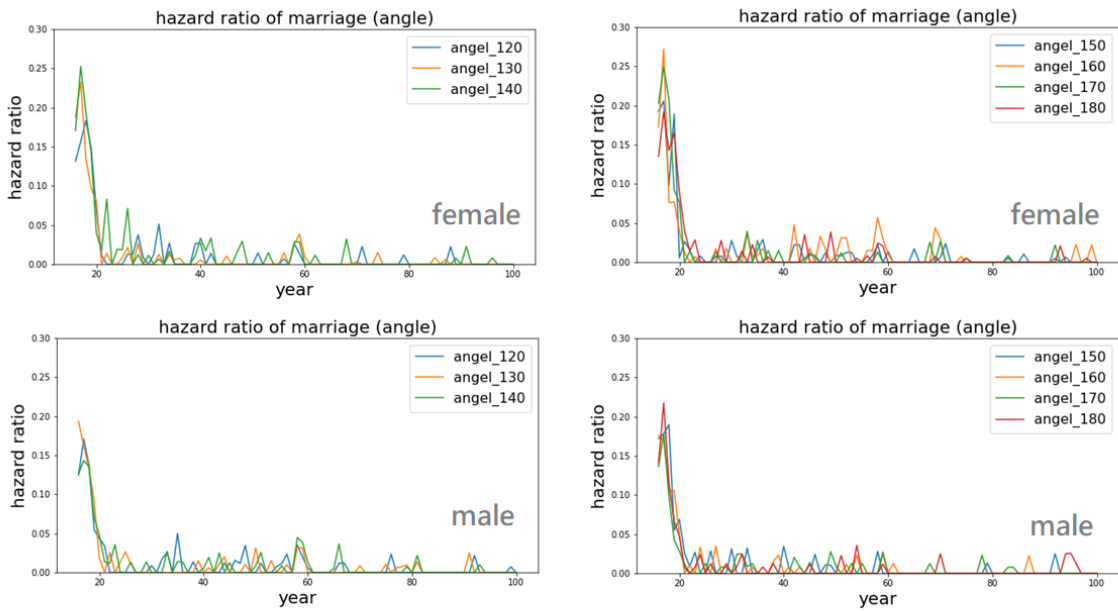 hazard ratio of marriage (angle)
0.30
0.25
0.20
0.15
0.10
0.05
0.00
hazard ratio
angel_120
angel_130
angel_140
female
20
40
60
80
100
year
hazard ratio of marriage (angle)
0.30
0.25
0.20
0.15
0.10
0.05
0.00
hazard ratio
angel_150
angel_160
angel_170
angel_180
female
20
40
60
80
100
year
hazard ratio of marriage (angle)
0.30
0.25
0.20
0.15
0.10
0.05
0.00
hazard ratio
angel_120
angel_130
angel_140
male
20
40
60
80
100
year
hazard ratio of marriage (angle)
0.30
0.25
0.20
0.15
0.10
0.05
0.00
hazard ratio
angel_150
angel_160
angel_170
angel_180
male
20
40
60
80
100
year